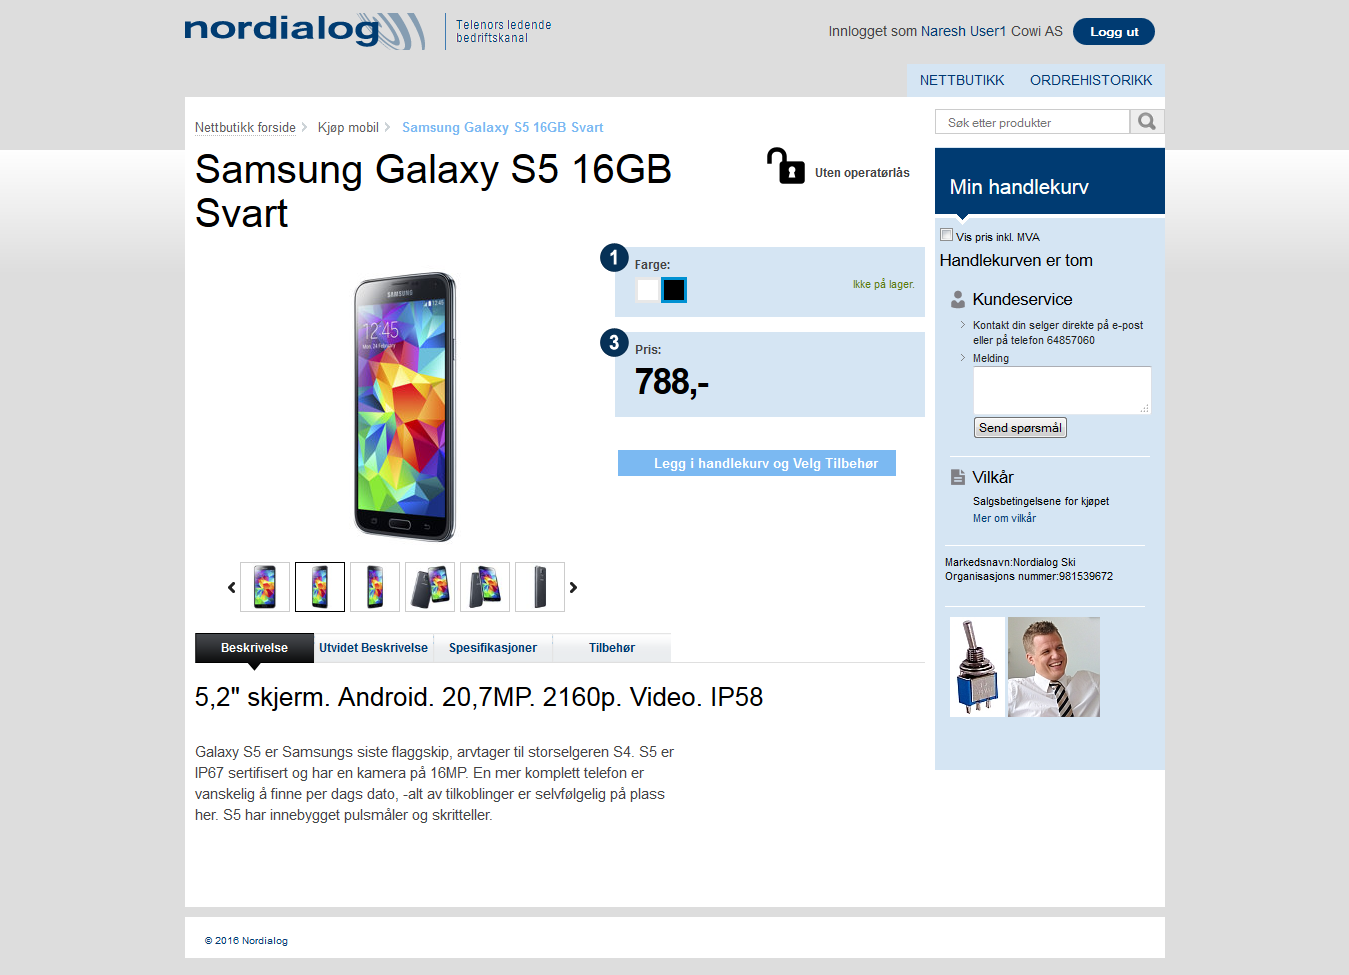 nordialog
Telenors ledende
bedriftskanal
Innlogget som Naresh User1 Cowi AS
Logg ut
NETTBUTIKK
ORDREHISTORIKK
Nettbutikk forside
Kjøp mobil
Samsung Galaxy S5 16GB Svart
Søk etter produkter
Samsung Galaxy S5 16GB
Svart
Uten operatørlås
Min handlekurv
Vis pris inkl. MVA
Handlekurven er tom
1
Farge:
Ikke på lager.
3
Pris:
788,-
Legg i handlekurv og Velg Tilbehør
Kundeservice
Kontakt din selger direkte på e-post
eller på telefon 64857060
Melding
Send spørsmål
Vilkår
Salgsbetingelsene for kjøpet
Mer om vilkår
Markedsnavn:Nordialog Ski
Organisasjons nummer:981539672
SAMSUNG
12:45
Mon, 24 February
Beskrivelse
Utvidet Beskrivelse
Spesifikasjoner
Tilbehør
5,2" skjerm. Android. 20,7MP. 2160p. Video. IP58
Galaxy S5 er Samsungs siste flaggskip, arvtager til storselgeren S4. S5 er
IP67 sertifisert og har en kamera på 16MP. En mer komplett telefon er
vanskelig å finne per dags dato, -alt av tilkoblinger er selvfølgelig på plass
her. S5 har innebygget pulsmåler og skritteller.
© 2016 Nordialog